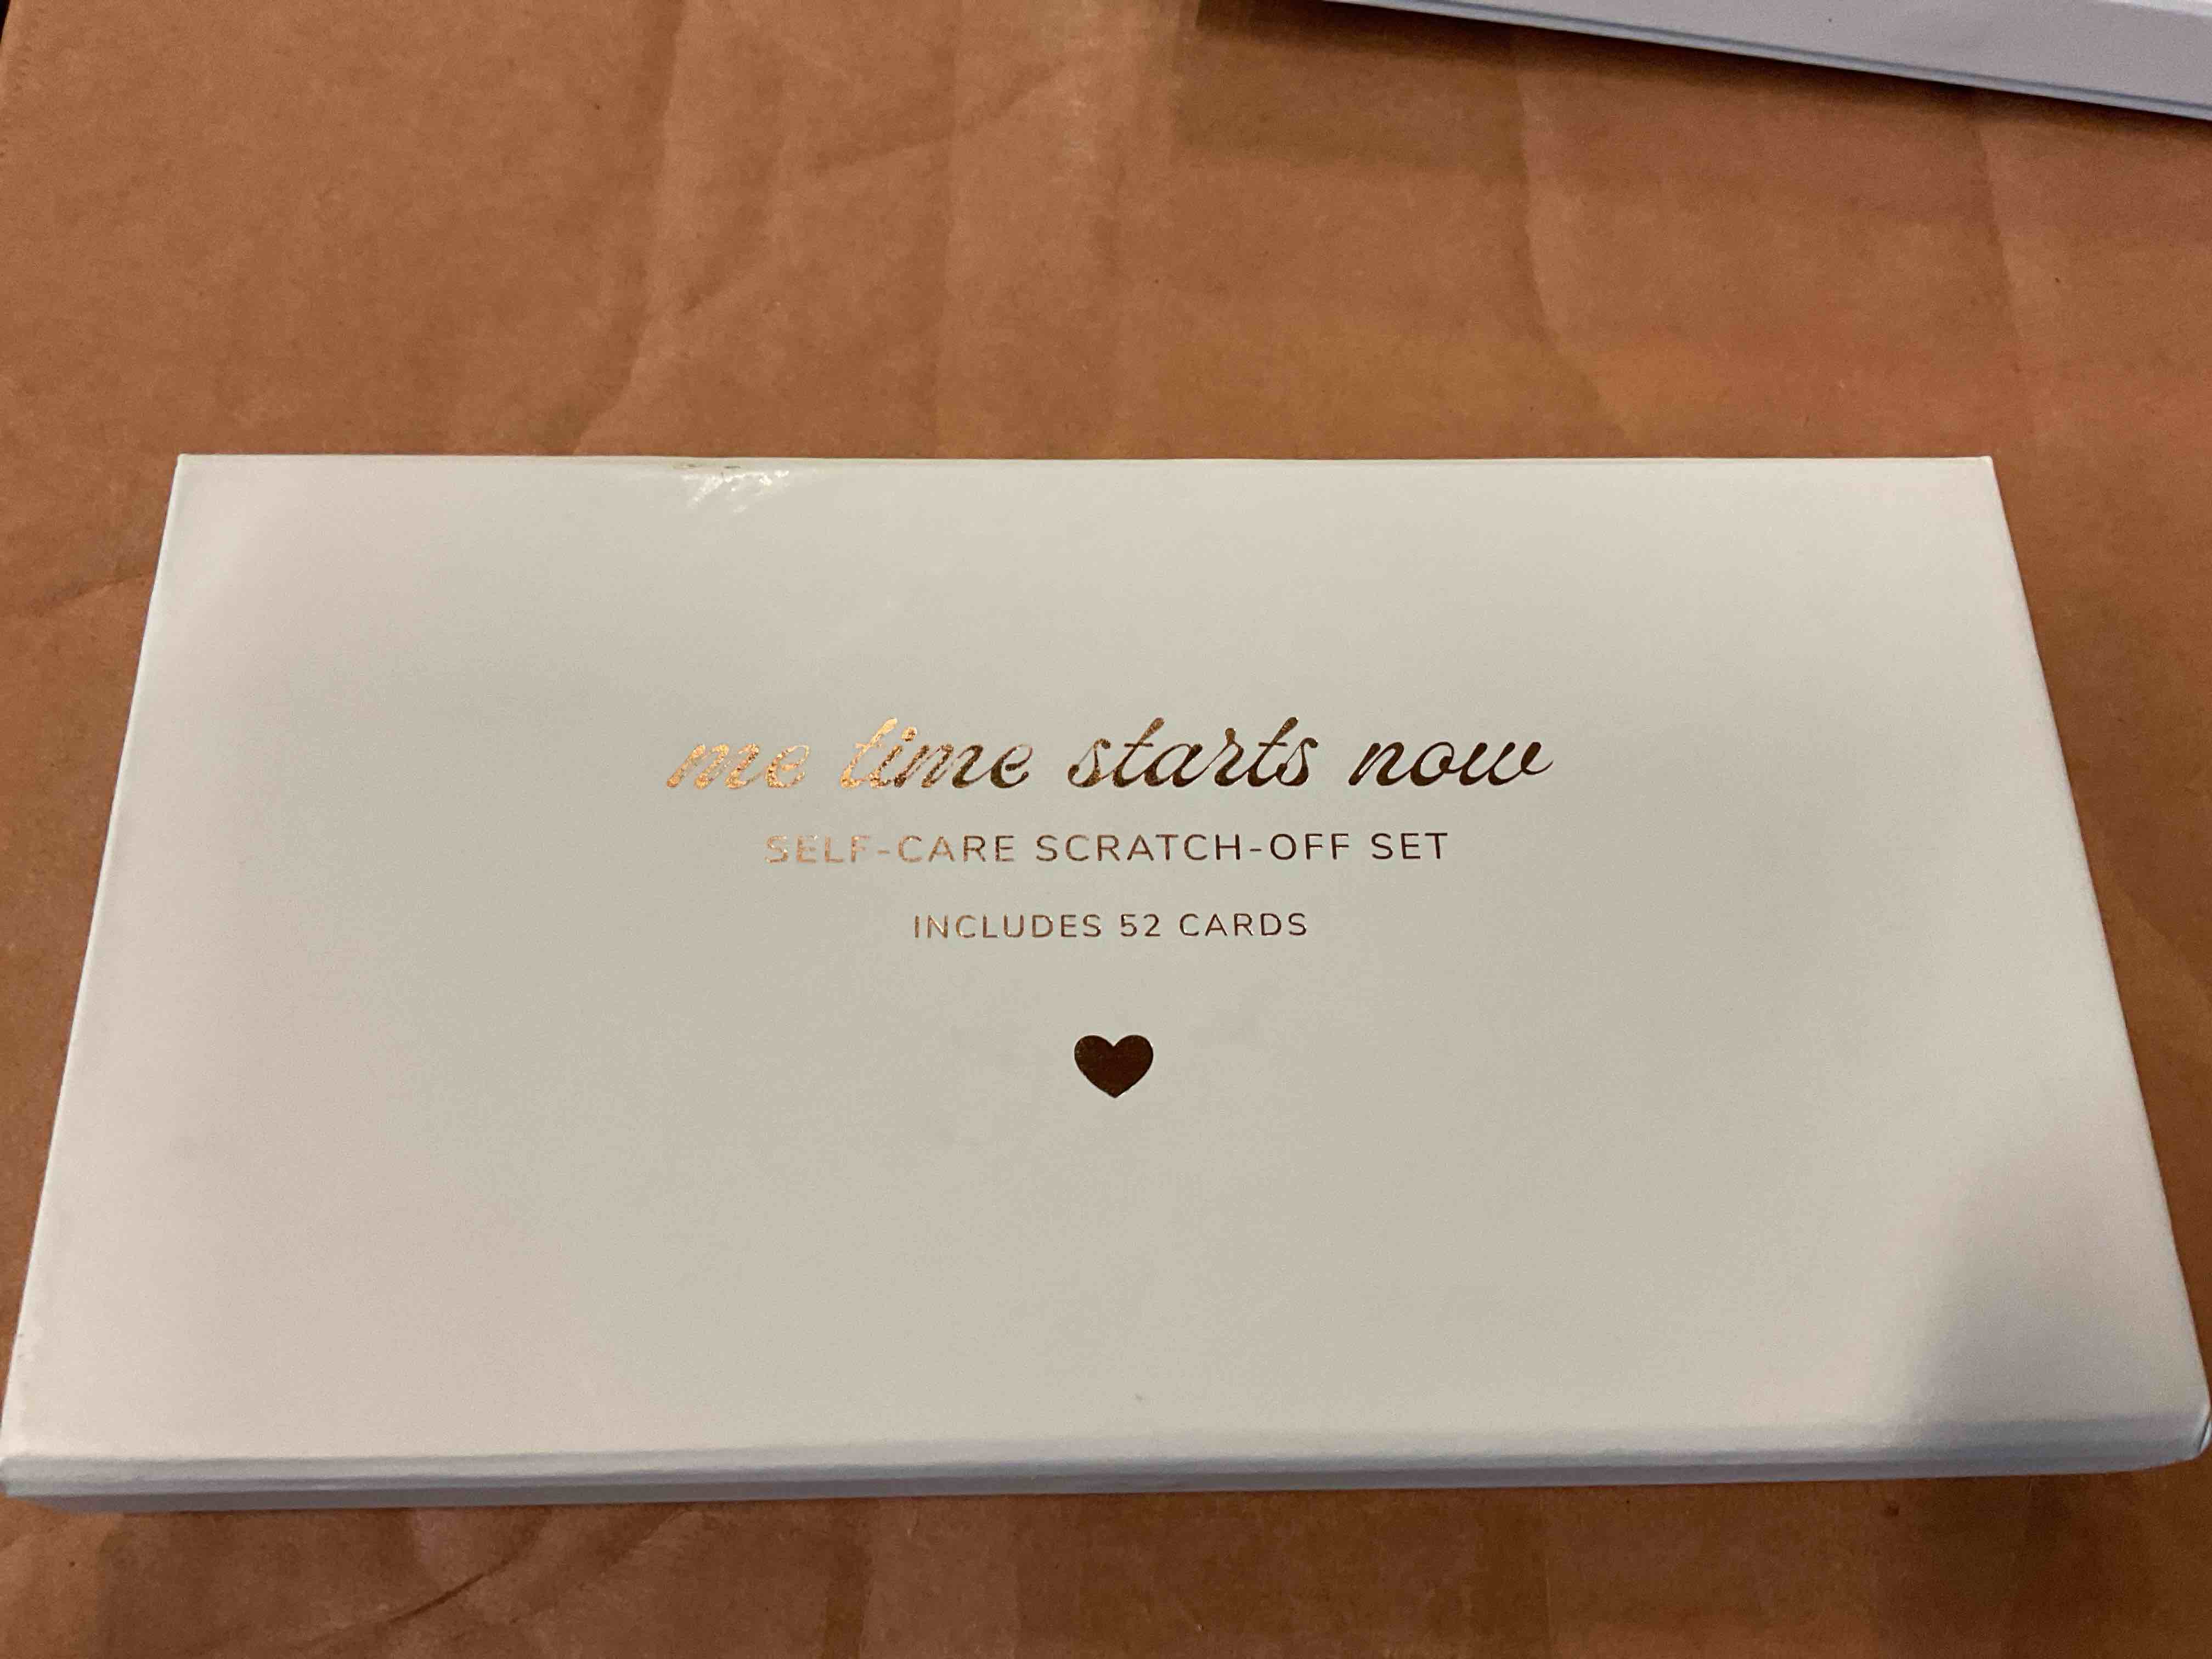 me time starts now
SELF-CARE SCRATCH-OFF SET
INCLUDES 52 CARDS